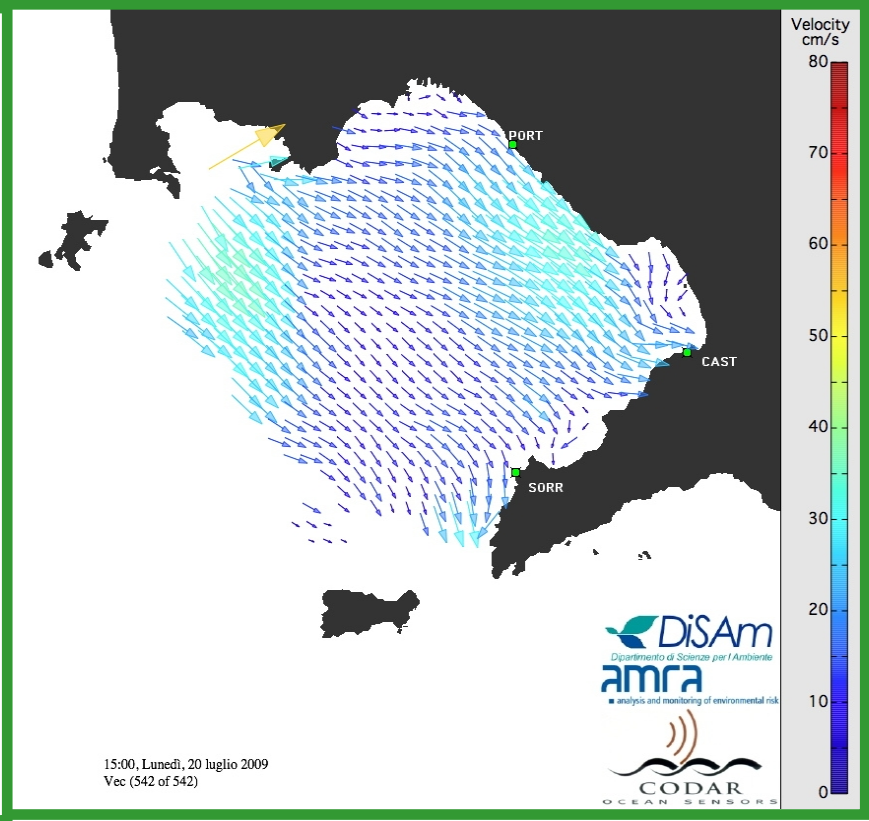 Velocity
cm/s
80
70
60
50
40
30
20
10
0
PORT
CAST
SORR
DiSAm
Dipartimento di Scienze per l'Ambiente
amra
analysis and monitoring of environmental risk
CODAR
OCEAN SENSORS
15:00, Lunedì, 20 luglio 2009
Vec (542 of 542)